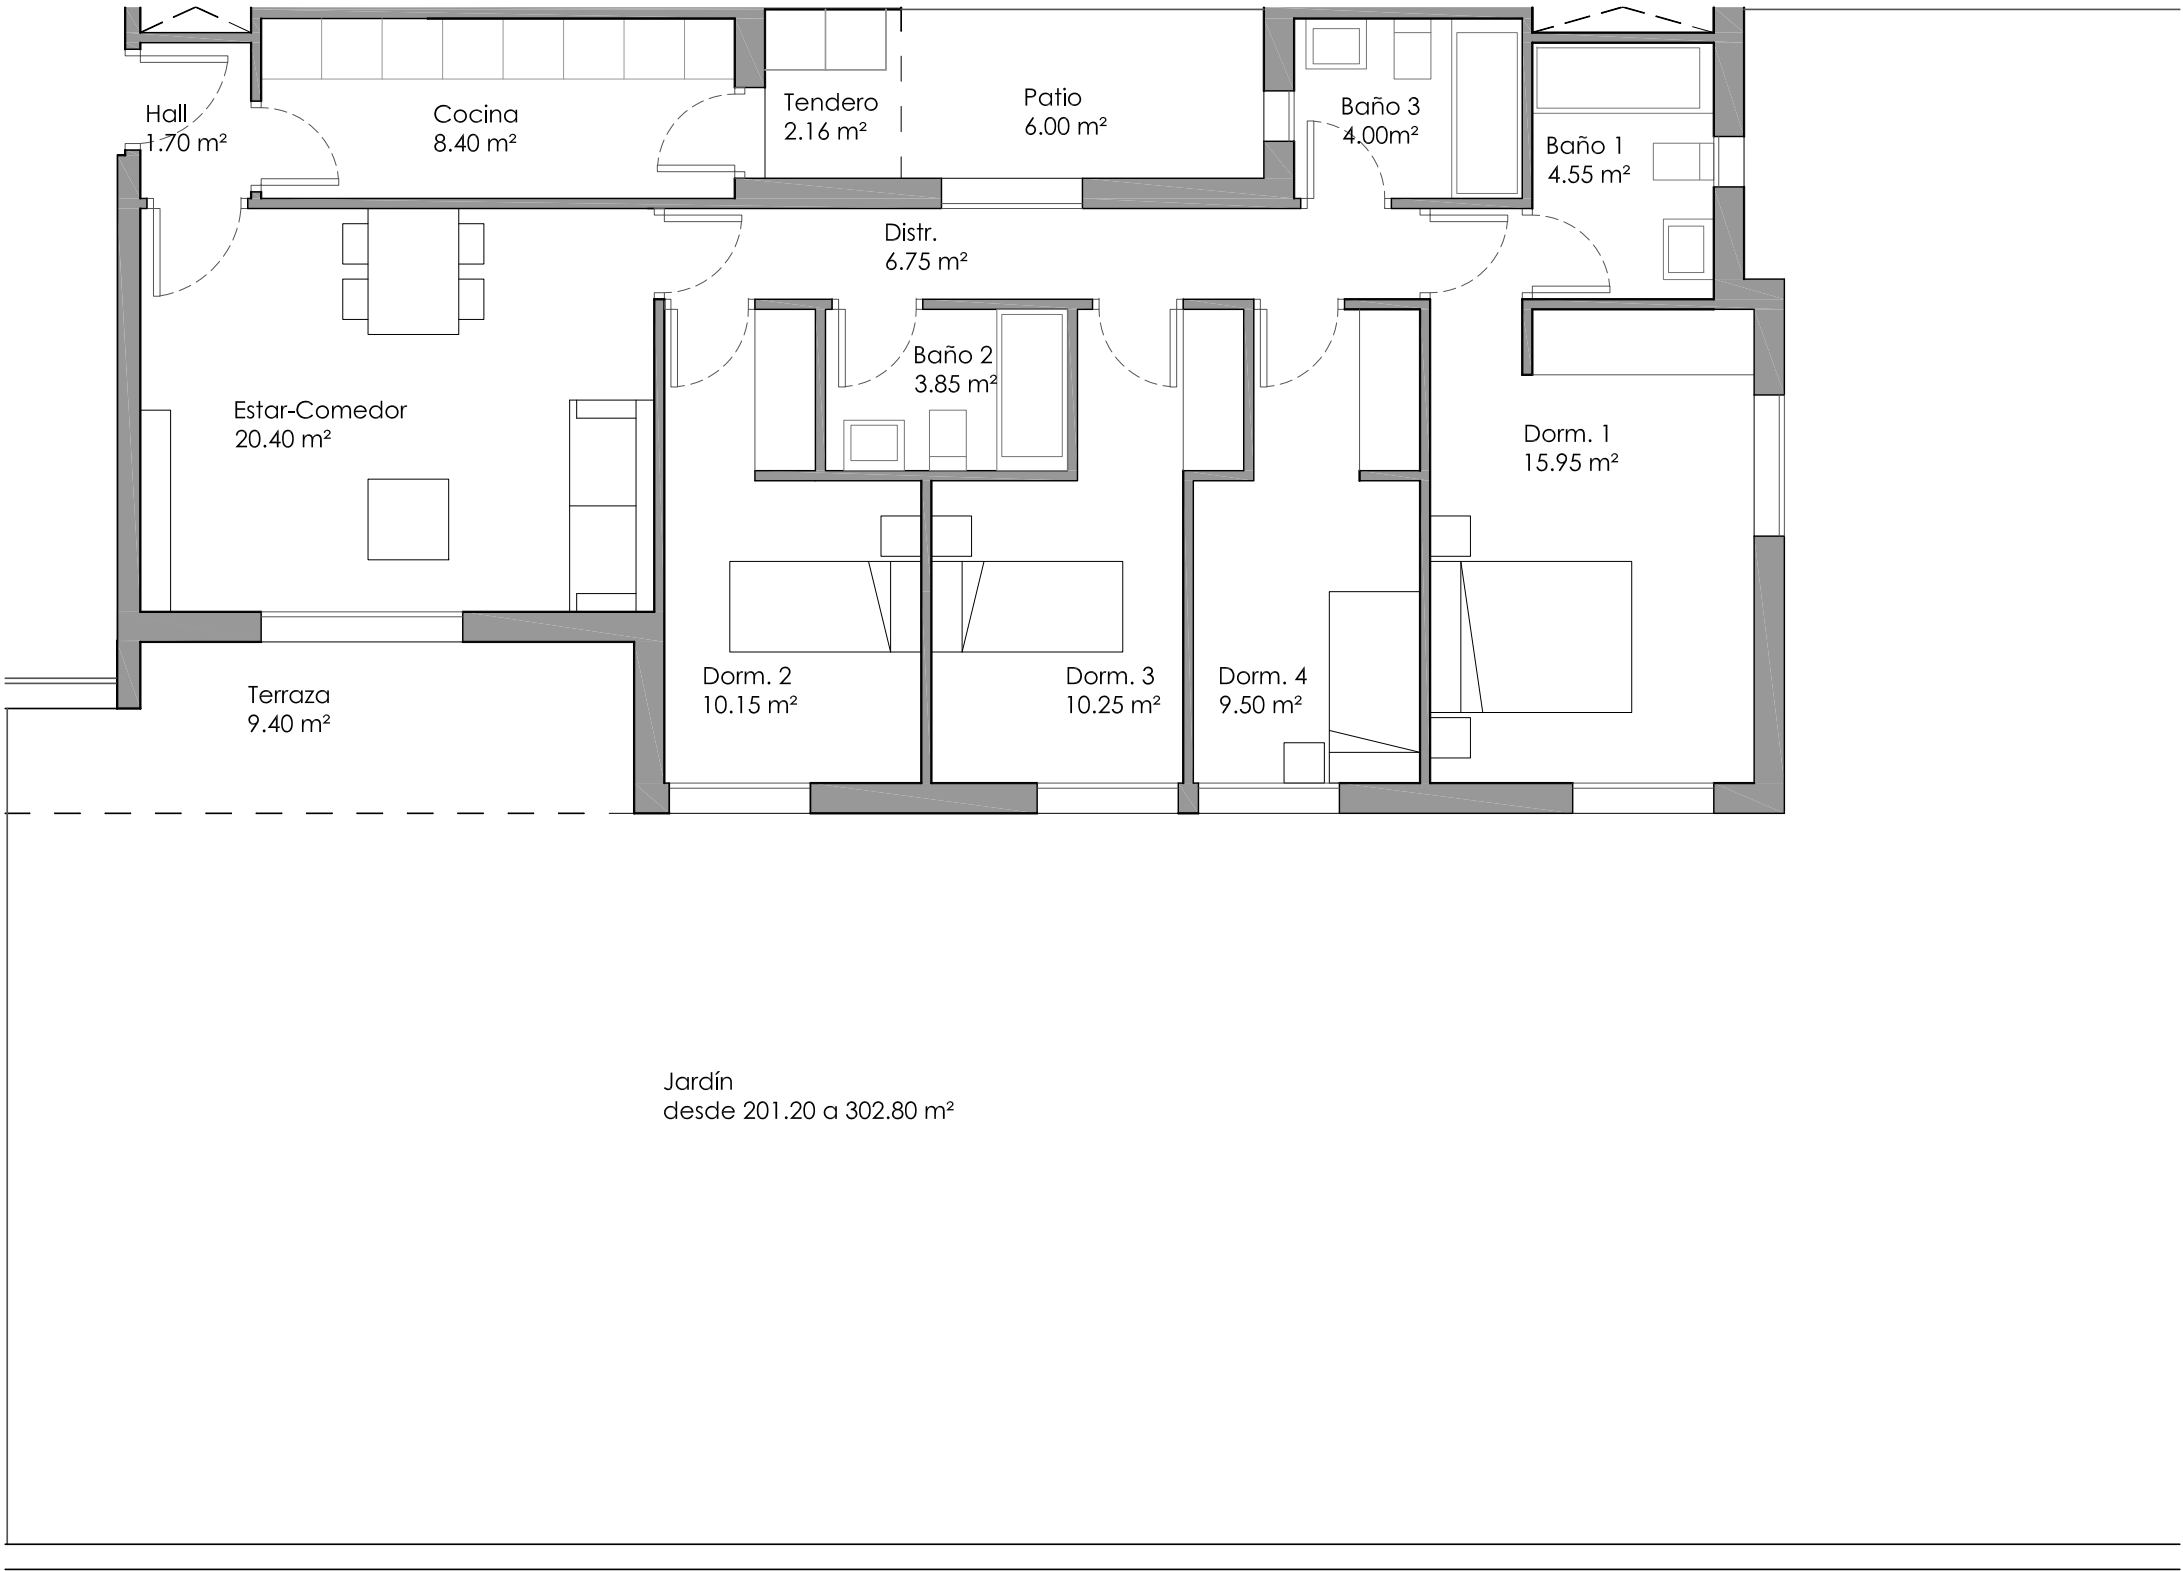 Hall
1.70 m²
Cocina
8.40 m²
Tendero
2.16 m²
Patio
6.00 m²
Baño 3
4.00m²
Baño 1
4.55 m²
Distr.
6.75 m²
Baño 2
3.85 m²
Estar-Comedor
20.40 m²
Dorm. 1
15.95 m²
Terraza
9.40 m²
Dorm. 2
10.15 m²
Dorm. 3
10.25 m²
Dorm. 4
9.50 m²
Jardín
desde 201.20 a 302.80 m²